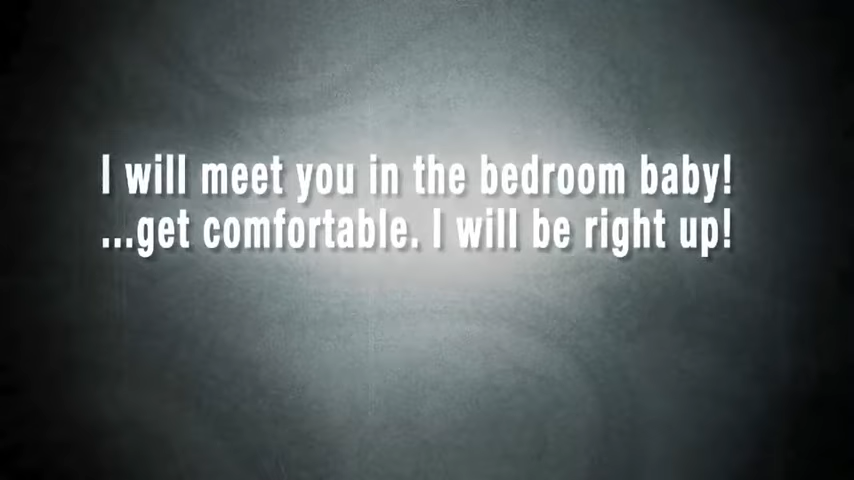 I will meet you in the bedroom baby!
...get comfortable. I will be right up!